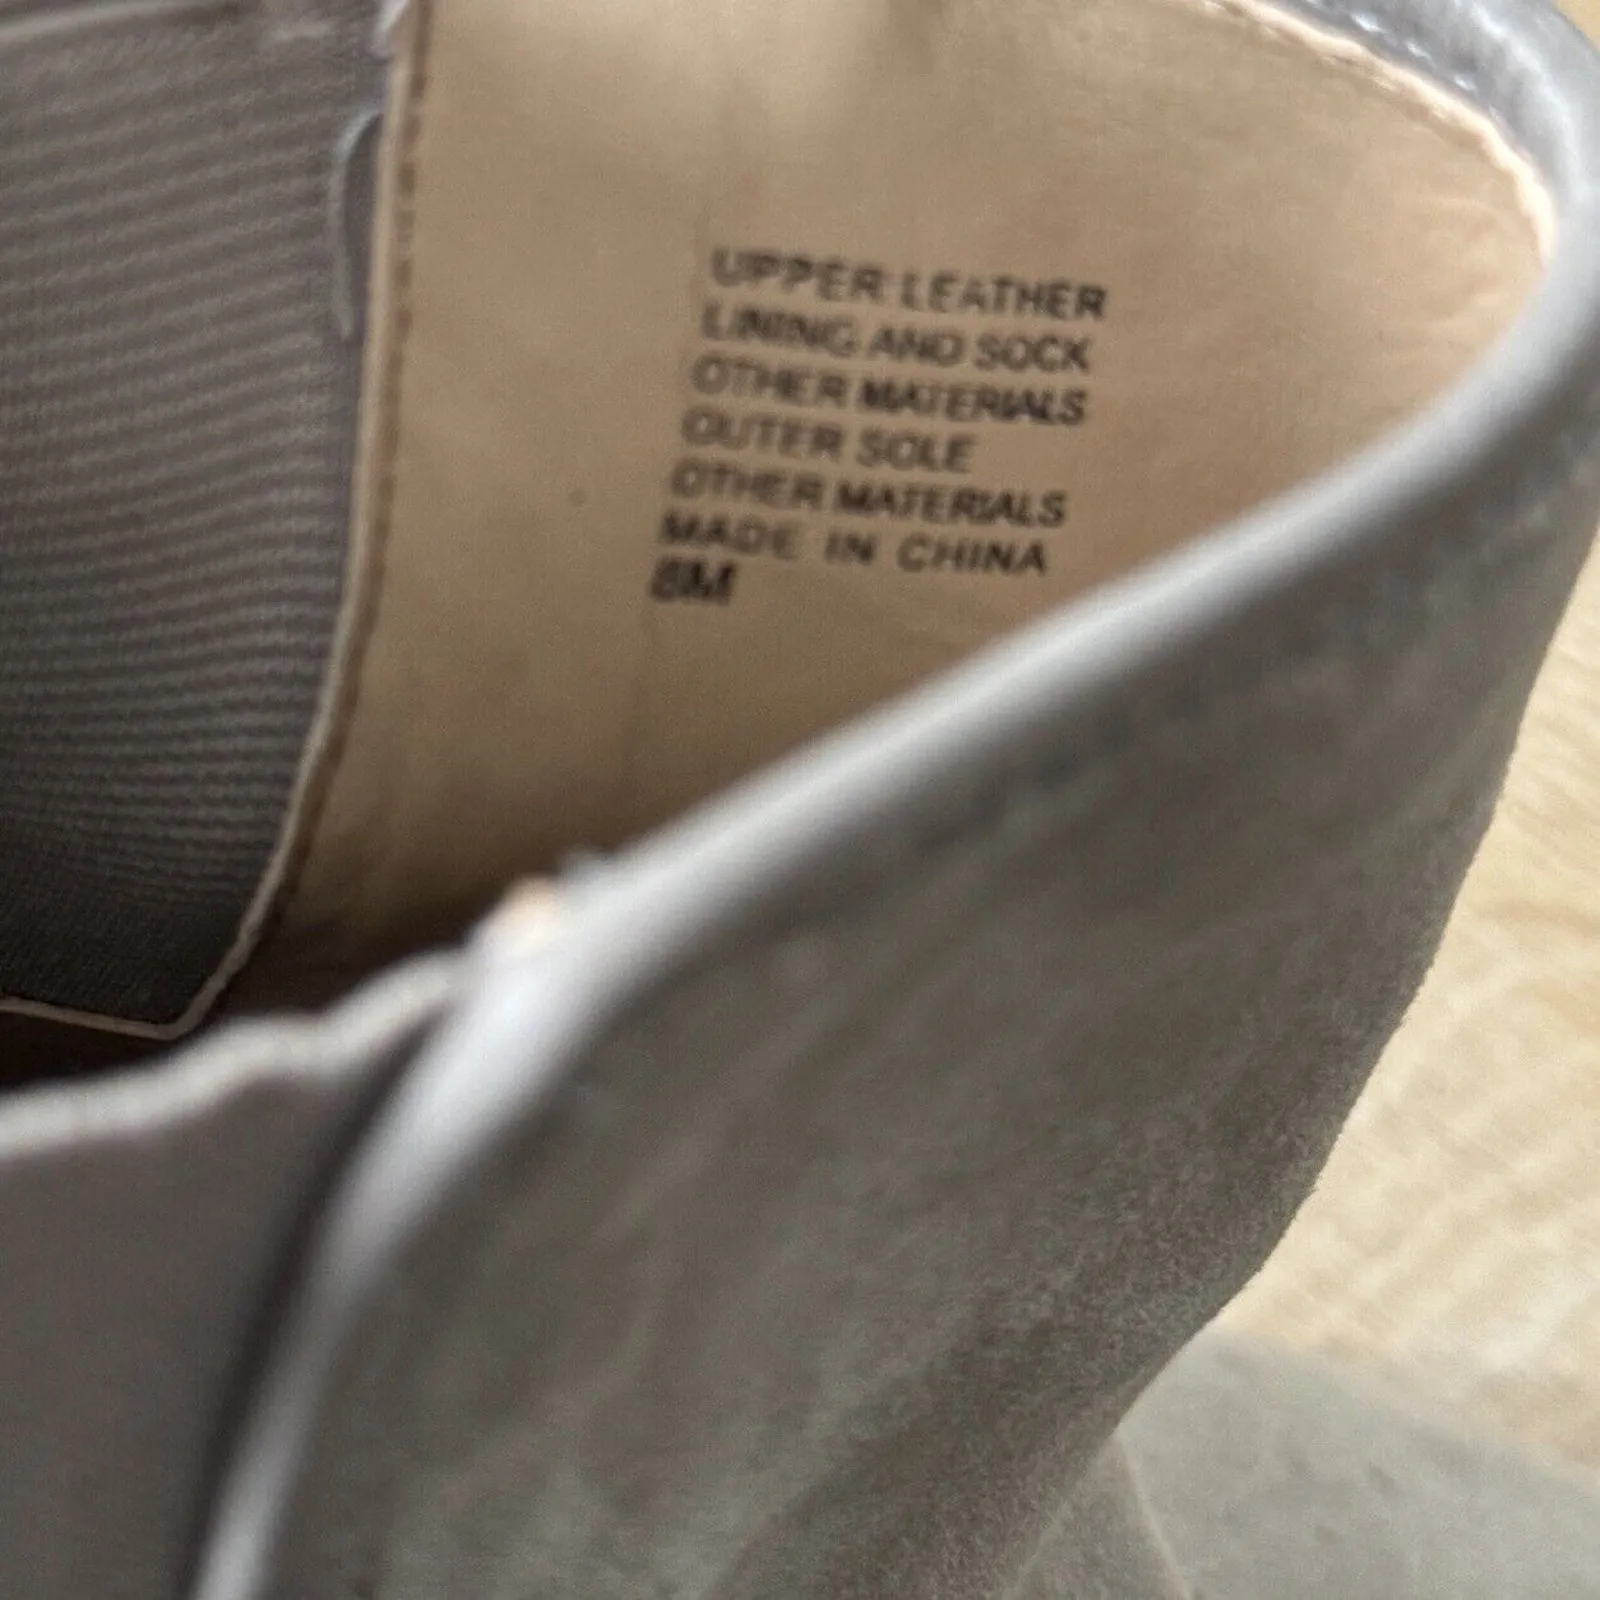 UPPER LEATHER
LINING AND SOCK
OTHER MATERIALS
OUTER SOLE
OTHER MATERIALS
MADE IN CHINA
8M